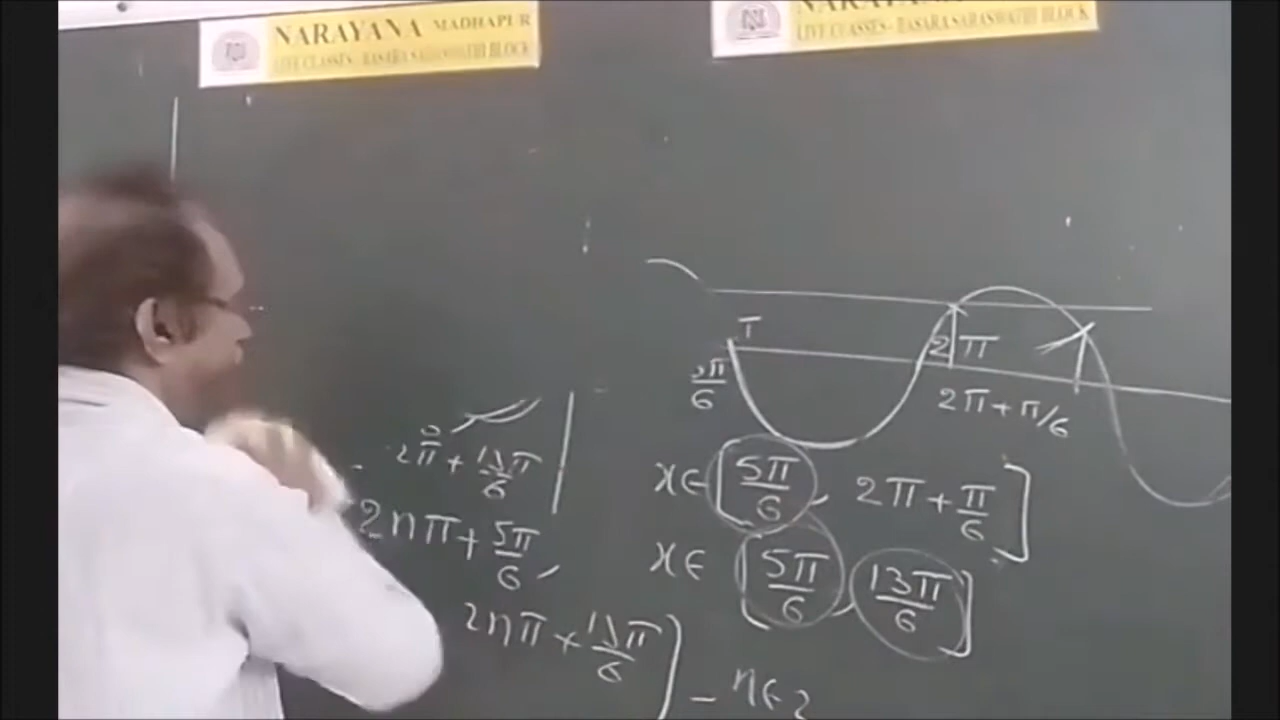 NARAYANA MADHAPUR
LIVE CLASSES - BASARA SARASWATHI BLOCK
NARAYANA
LIVE CLASSES - BASARA SARASWATHI BLOCK
π
2π
5π/6
2π+π/6
2nπ + 13π/6
x∈[5π/6, 2π+π/6]
2nπ+5π/6,
x∈[5π/6, 13π/6]
2nπ+13π/6] - n∈z